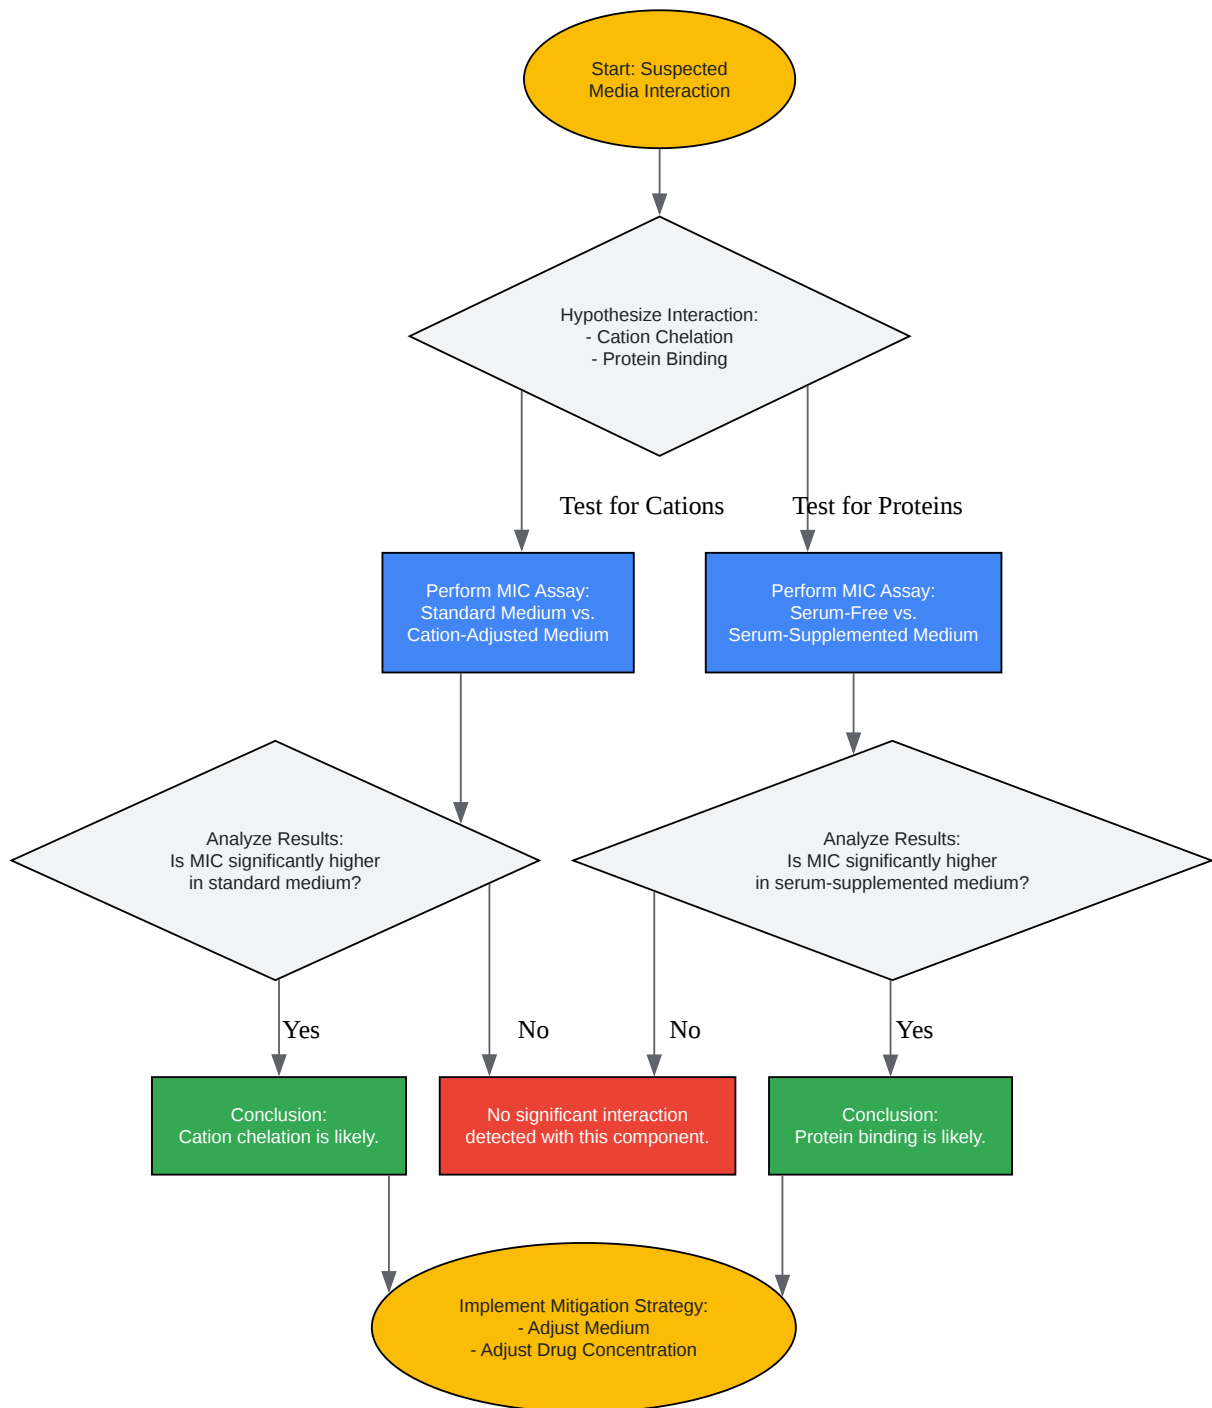 Start: Suspected
Media Interaction
Hypothesize Interaction:
- Cation Chelation
- Protein Binding
Test for Cations
Test for Proteins
Perform MIC Assay:
Standard Medium vs.
Cation-Adjusted Medium
Perform MIC Assay:
Serum-Free vs.
Serum-Supplemented Medium
Analyze Results:
Is MIC significantly higher
in standard medium?
Analyze Results:
Is MIC significantly higher
in serum-supplemented medium?
Yes
No
No
Yes
Conclusion:
Cation chelation is likely.
No significant interaction
detected with this component.
Conclusion:
Protein binding is likely.
Implement Mitigation Strategy:
- Adjust Medium
- Adjust Drug Concentration